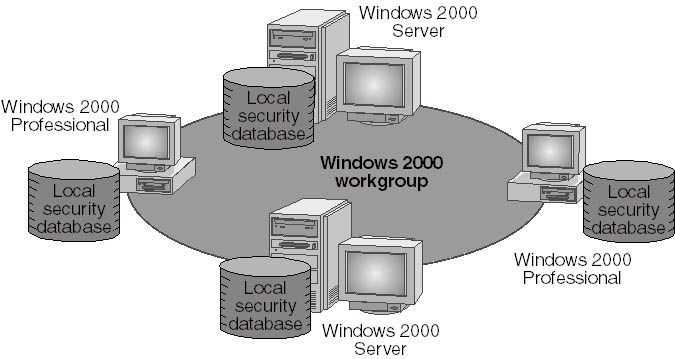 Windows 2000
Server
Local
security
database
Windows 2000
Professional
Local
security
database
Windows 2000
workgroup
Local
security
database
Windows 2000
Professional
Local
security
database
Windows 2000
Server